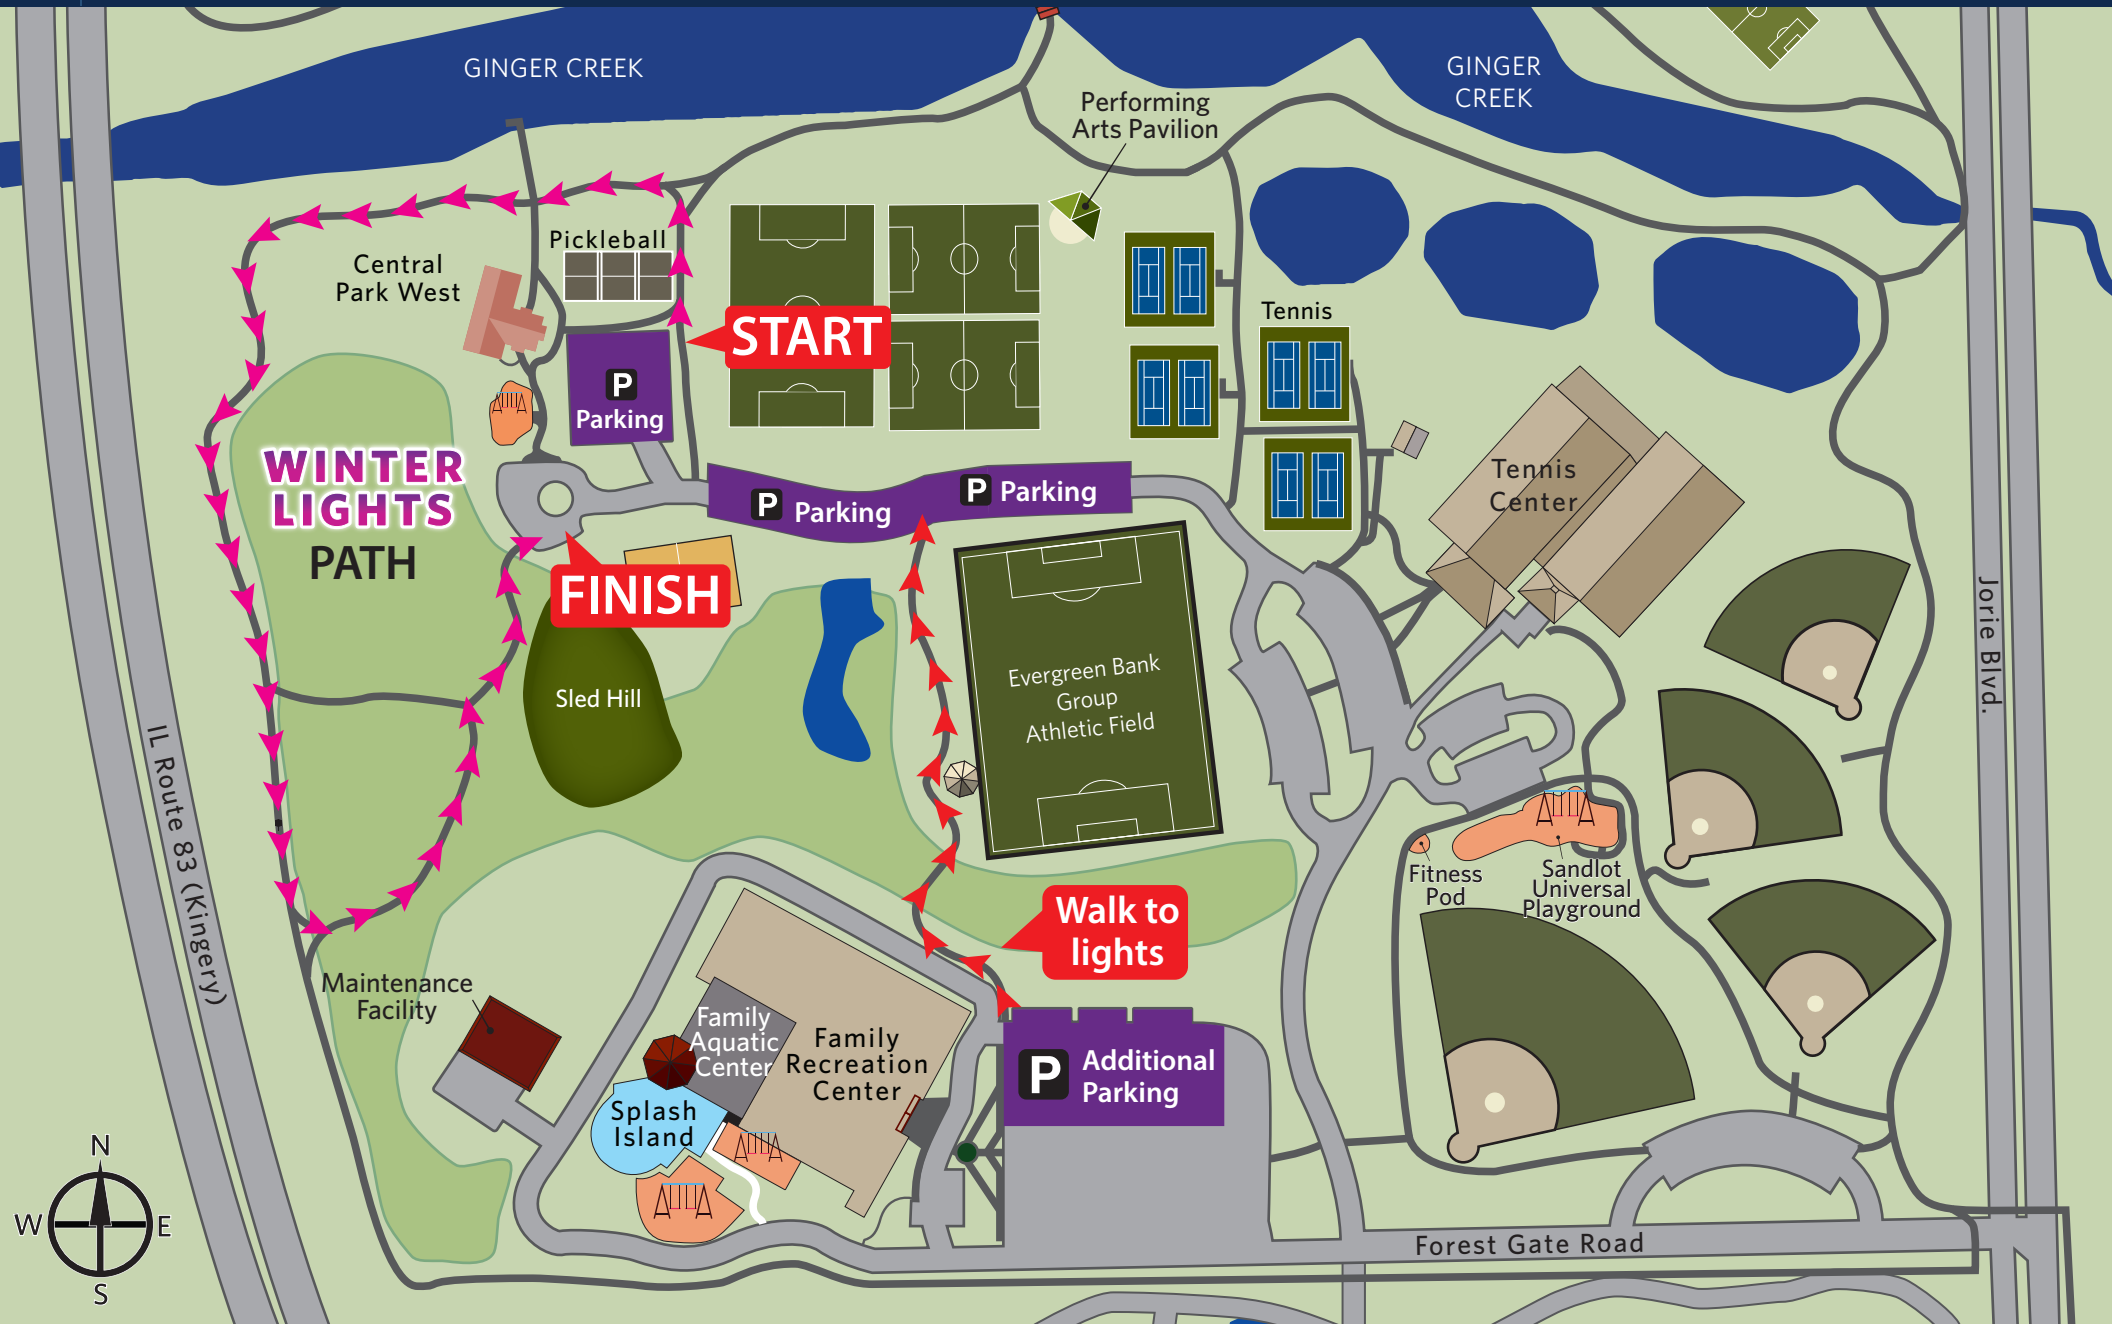 GINGER CREEK
GINGER
CREEK
Performing
Arts Pavilion
Pickleball
Central
Park West
START
Tennis
P
Parking
WINTER
LIGHTS
PATH
P Parking
P Parking
Tennis
Center
FINISH
Jorie Blvd.
Sled Hill
Evergreen Bank
Group
Athletic Field
IL Route 83 (Kingery)
Fitness
Pod
Sandlot
Universal
Playground
Walk to
lights
Maintenance
Facility
Family
Aquatic
Center
Family
Recreation
Center
P Additional
Parking
Splash
Island
N
W E
S
Forest Gate Road